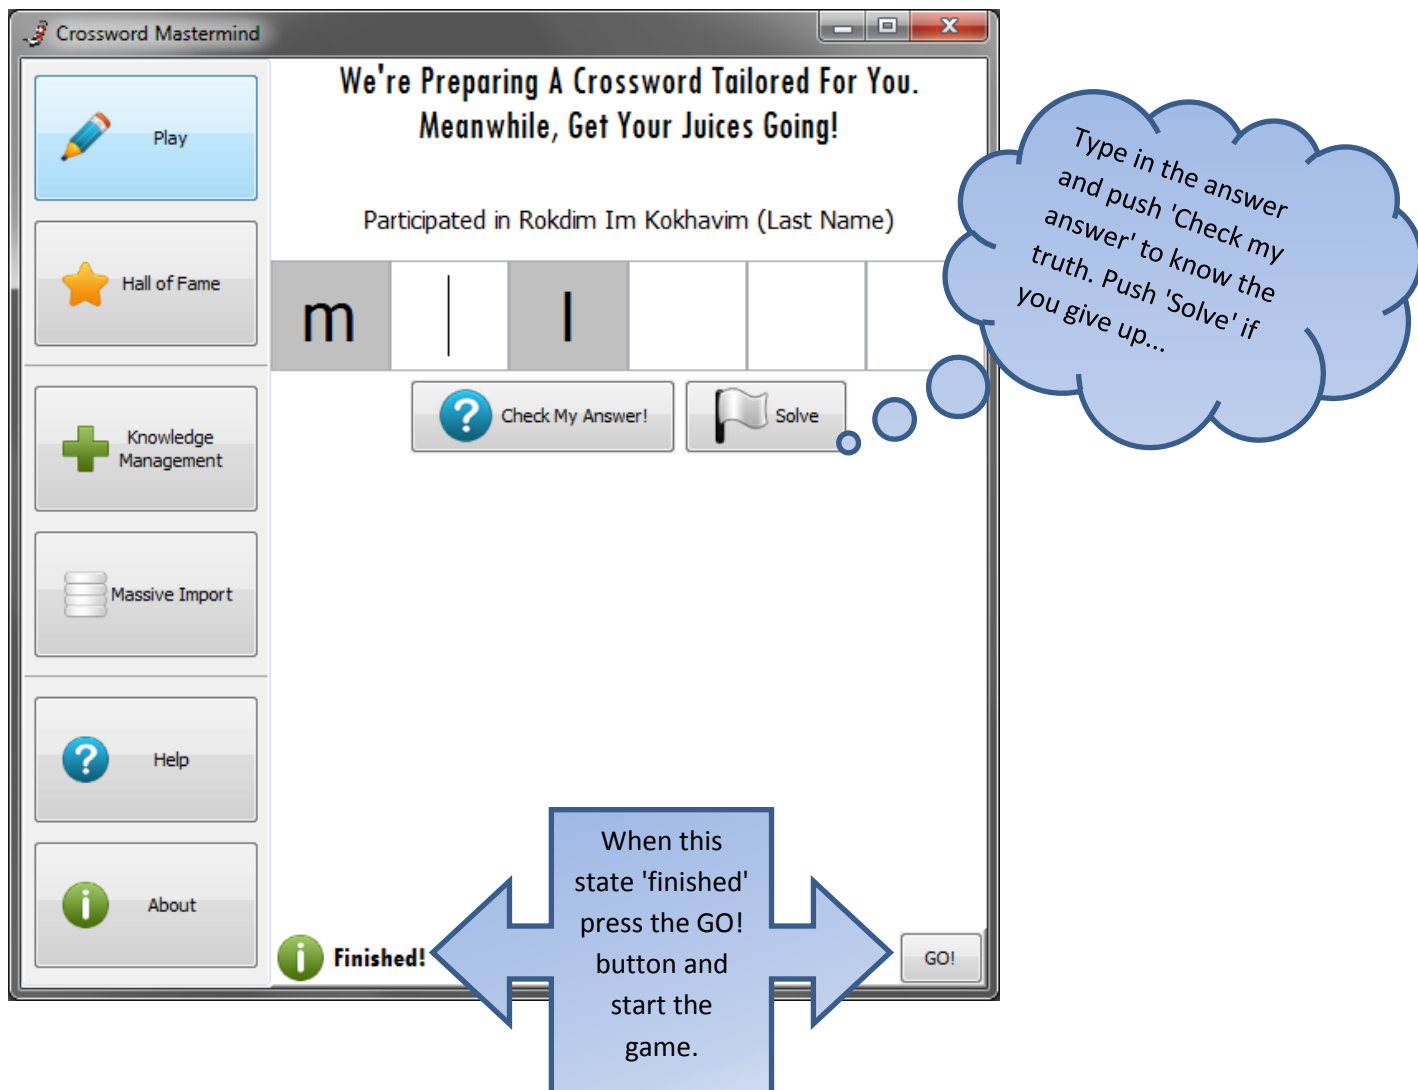 Crossword Mastermind
Play
Hall of Fame
Knowledge
Management
Massive Import
Help
About
We're Preparing A Crossword Tailored For You.
Meanwhile, Get Your Juices Going!
Participated in Rokdim Im Kokhavim (Last Name)
m l
Check My Answer!
Solve
Finished!
GO!
Type in the answer
and push 'Check my
answer' to know the
truth. Push 'Solve' if
you give up...
When this
state 'finished'
press the GO!
button and
start the
game.